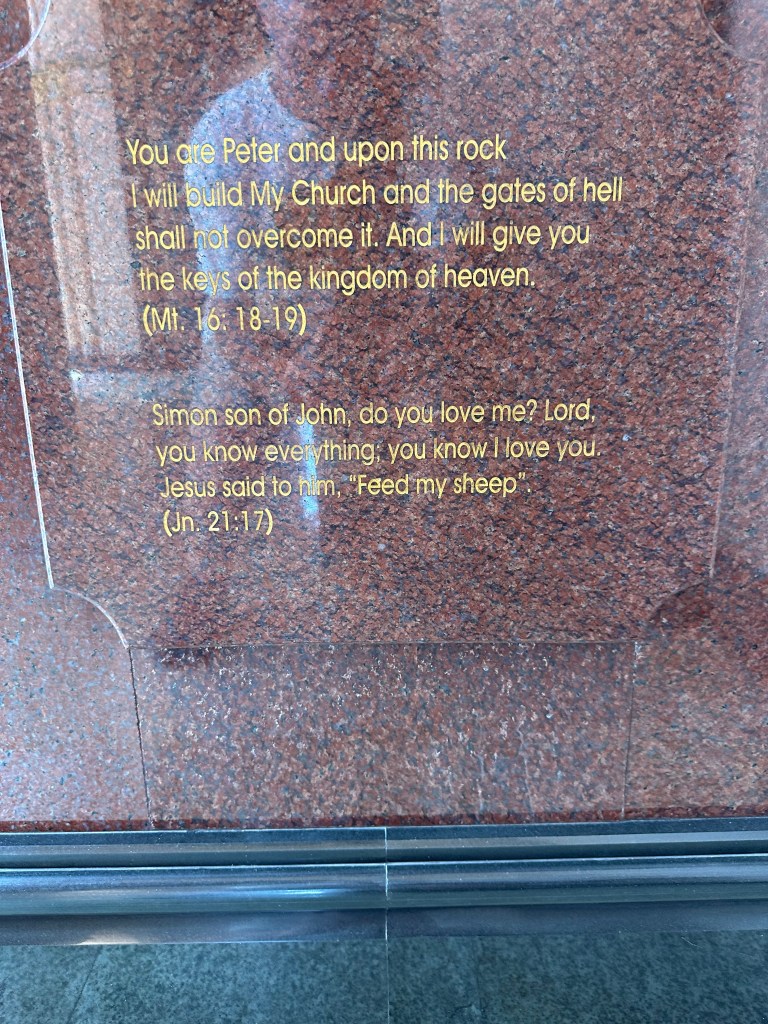 You are Peter and upon this rock
I will build My Church and the gates of hell
shall not overcome it. And I will give you
the keys of the kingdom of heaven.
(Mt. 16: 18-19)
Simon son of John, do you love me? Lord,
you know everything; you know I love you.
Jesus said to him, “Feed my sheep”.
(Jn. 21:17)